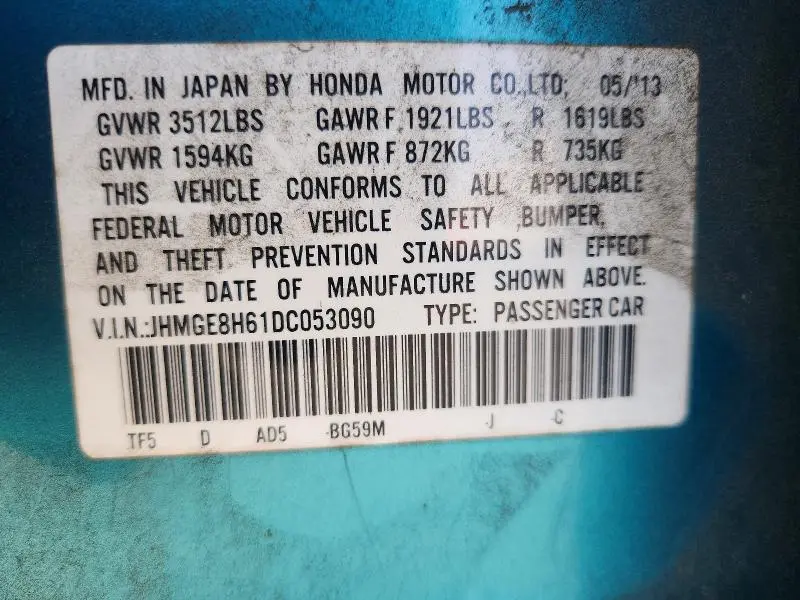 MFD. IN JAPAN BY HONDA MOTOR CO.,LTD. 05/'13
GVWR 3512LBS GAWR F 1921LBS R 1619LBS
GVWR 1594KG GAWR F 872KG R 735KG
THIS VEHICLE CONFORMS TO ALL APPLICABLE
FEDERAL MOTOR VEHICLE SAFETY ,BUMPER,
AND THEFT PREVENTION STANDARDS IN EFFECT
ON THE DATE OF MANUFACTURE SHOWN ABOVE.
V.I.N.:JHMGE8H61DC053090 TYPE: PASSENGER CAR
TF5 D AD5 -BG59M -J -C